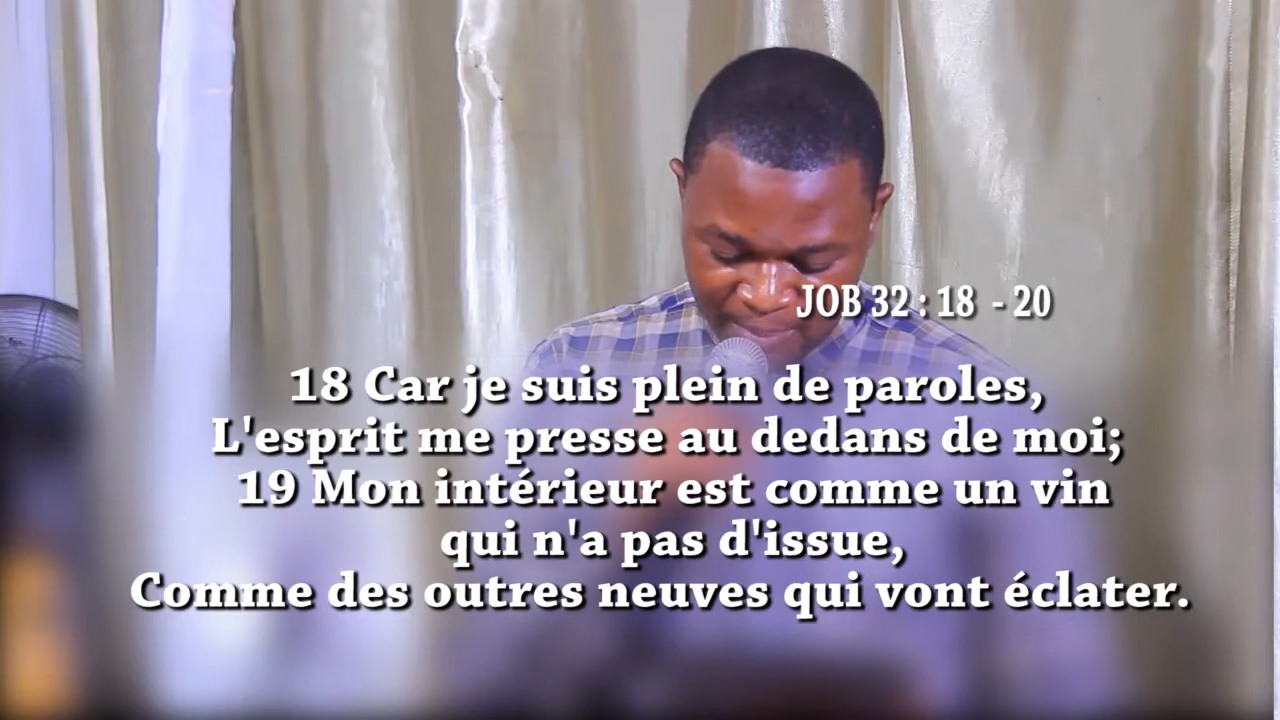 JOB 32 : 18 - 20
18 Car je suis plein de paroles,
L'esprit me presse au dedans de moi;
19 Mon intérieur est comme un vin
qui n'a pas d'issue,
Comme des outres neuves qui vont éclater.